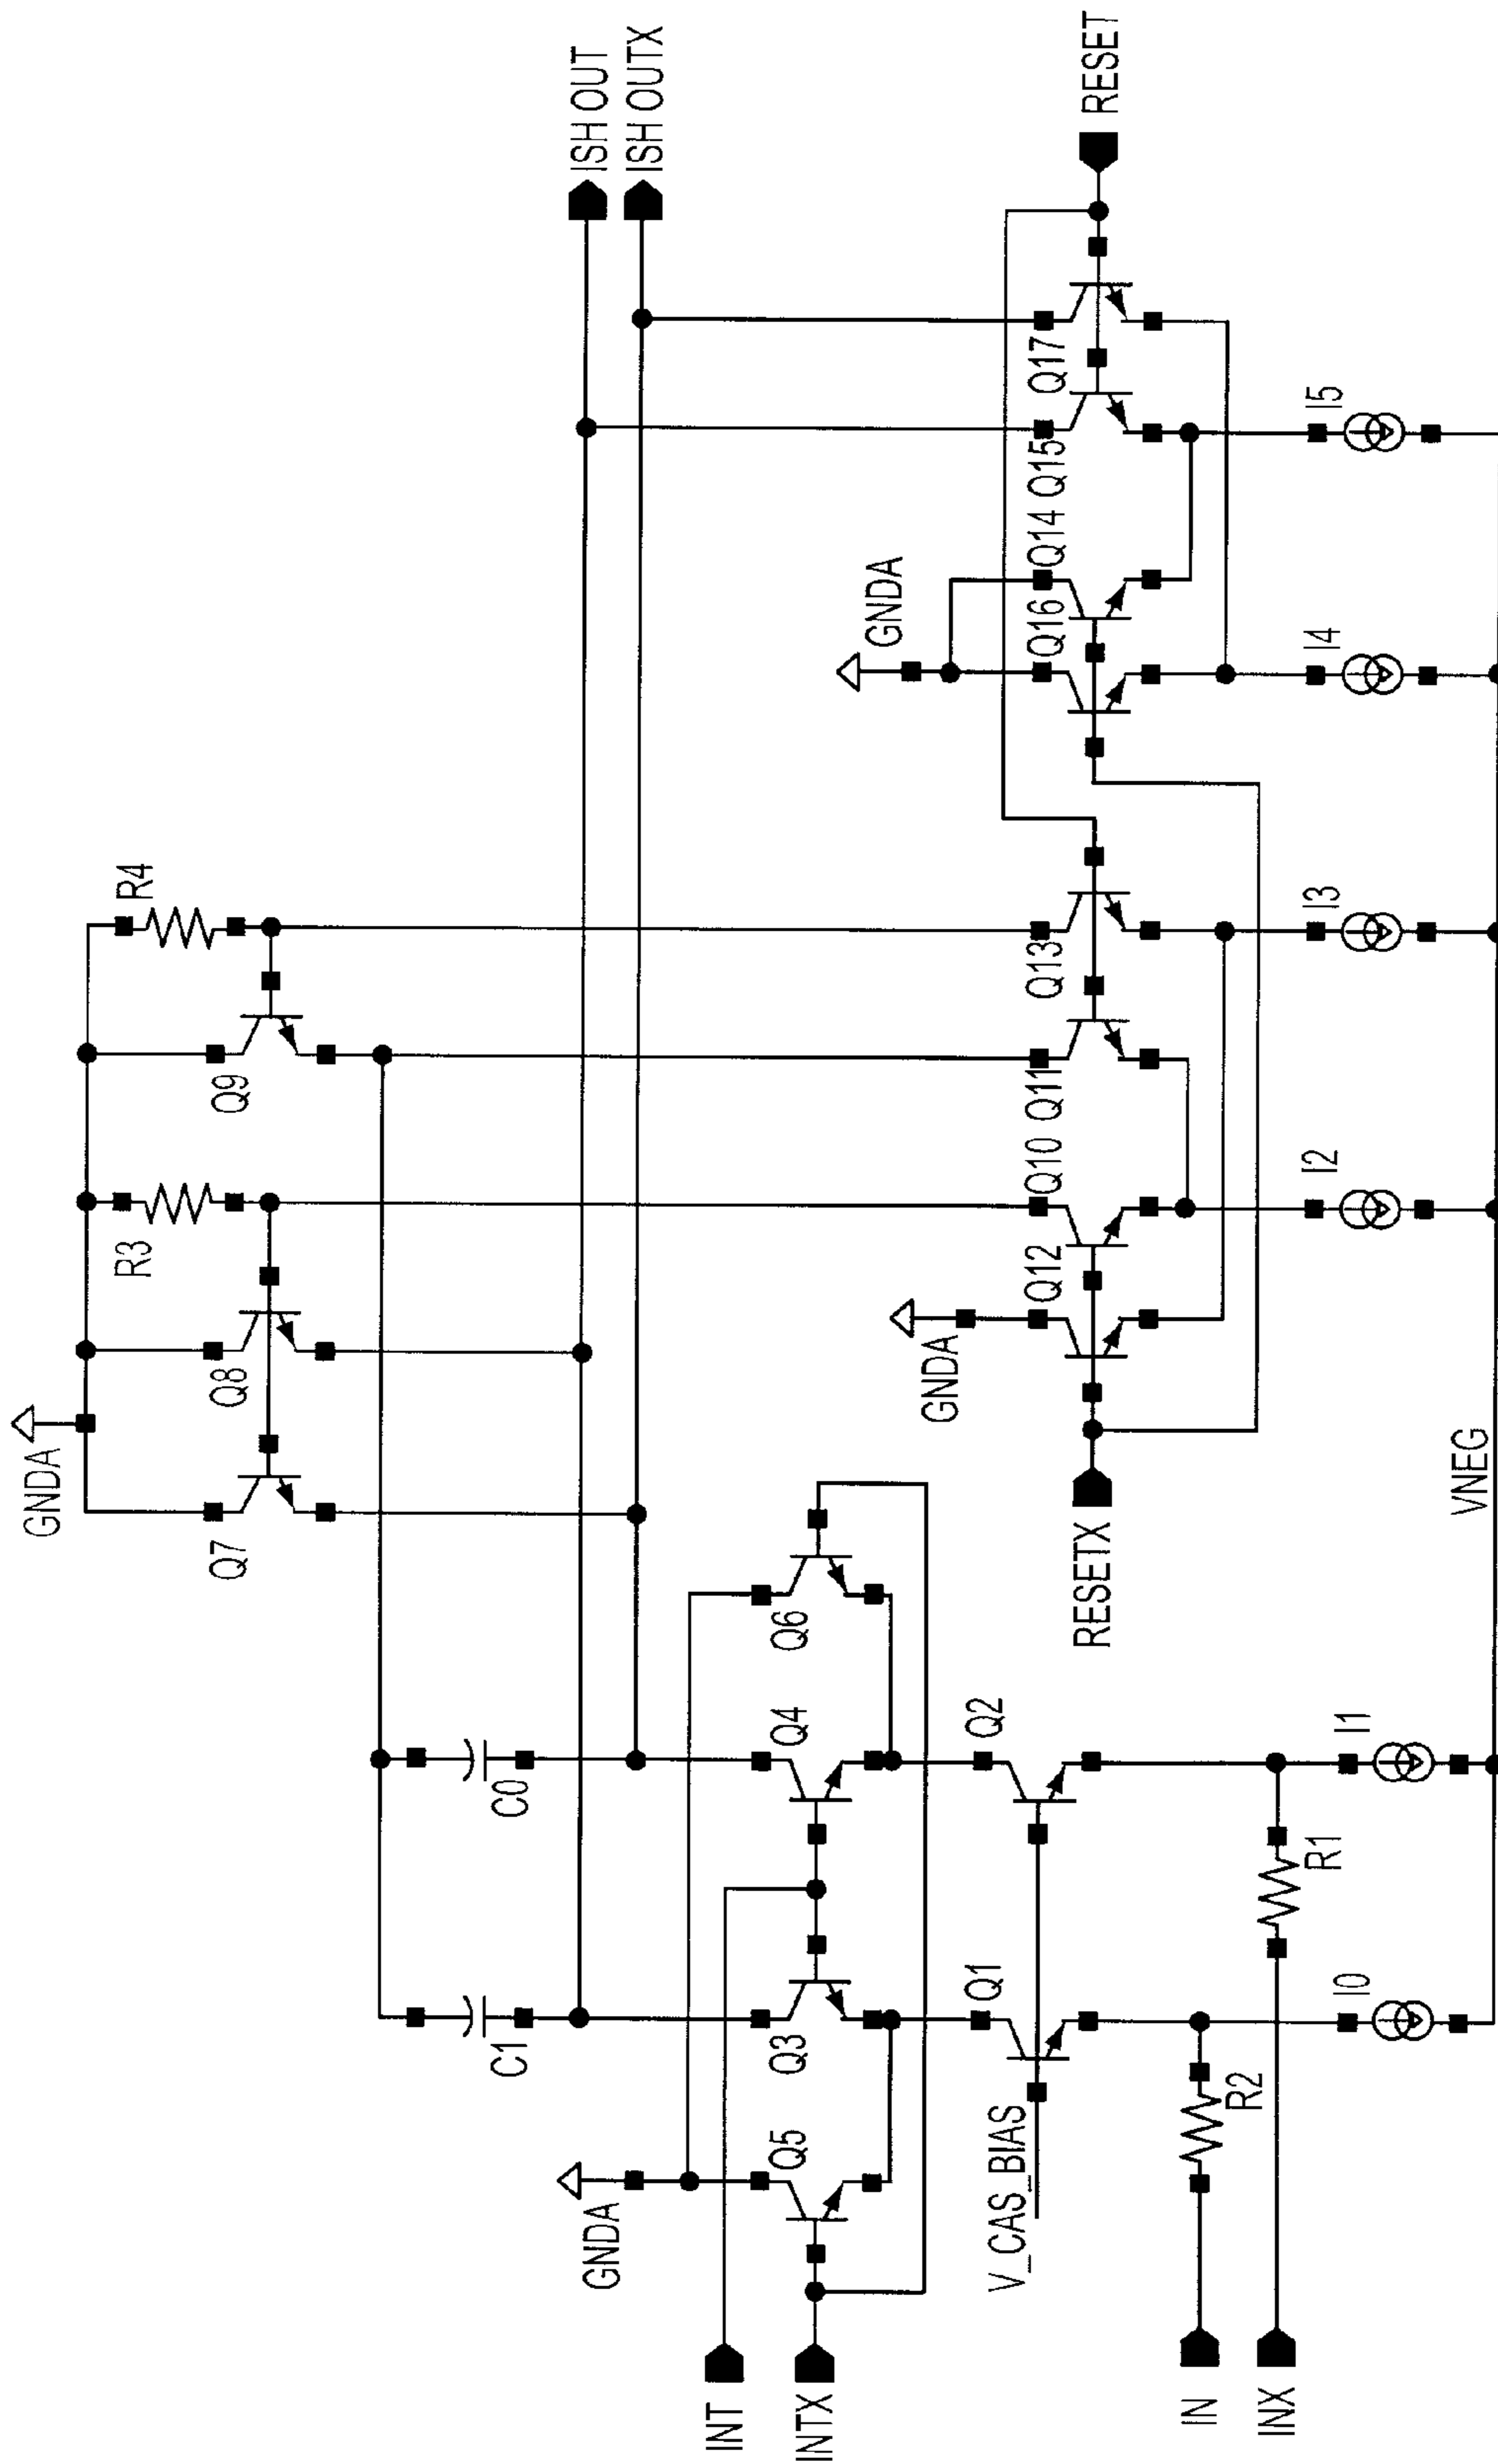 GNDA
Q7
Q8
R3
Q9
R4
C1
C0
ISH OUT
ISH OUTX
GNDA
INT
INTX
Q5
Q3
Q4
Q6
V_CAS_BIAS
Q1
Q2
IN
INX
R2
R1
I0
I1
GNDA
RESETX
Q12
Q10
Q11
Q13
GNDA
Q16
Q14
Q15
Q17
RESET
VNEG
I2
I3
I4
I5